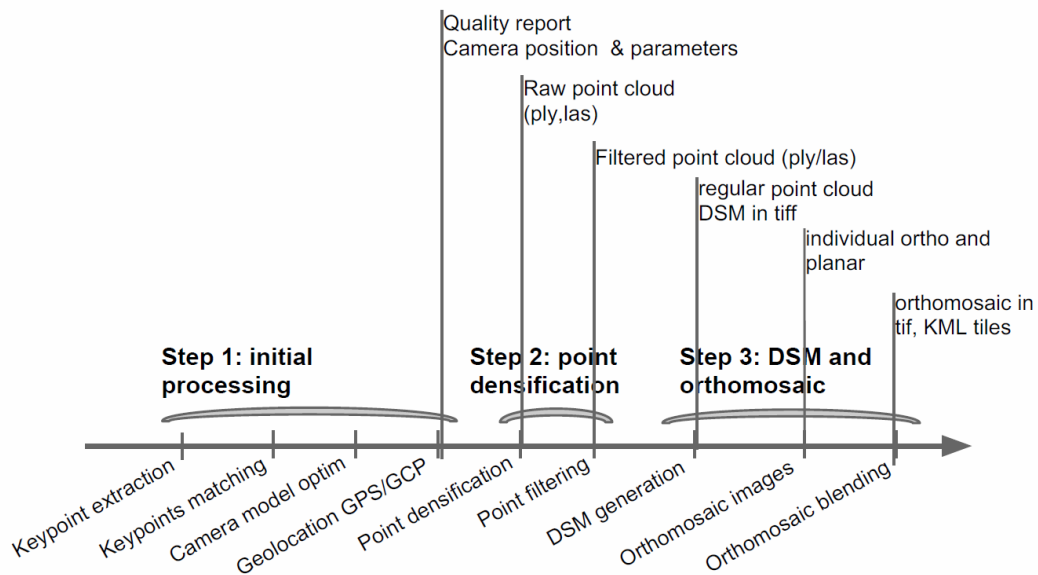 Quality report
Camera position & parameters
Raw point cloud
(ply,las)
Filtered point cloud (ply/las)
regular point cloud
DSM in tiff
individual ortho and
planar
orthomosaic in
tif, KML tiles
Step 1: initial
processing
Step 2: point
densification
Step 3: DSM and
orthomosaic
Keypoint extraction
Keypoints matching
Camera model optim
Geolocation GPS/GCP
Point densification
Point filtering
DSM generation
Orthomosaic images
Orthomosaic blending